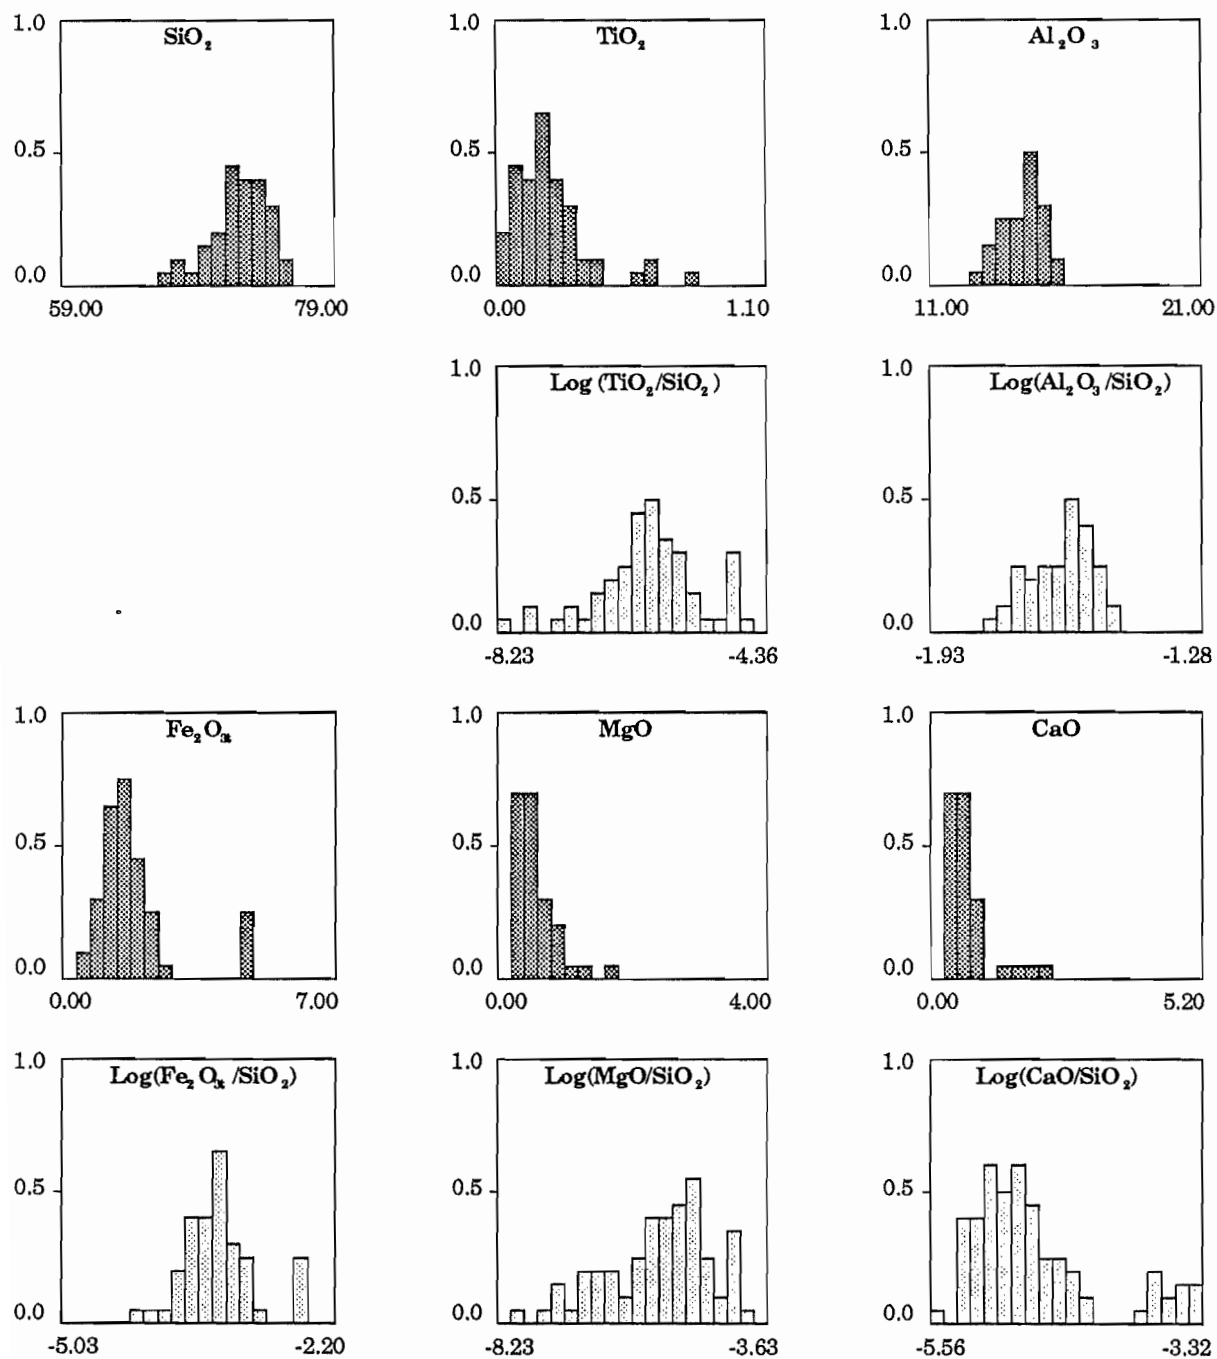 1.0 1.0 1.0
SiO₂ TiO₂ Al₂O₃
0.5 0.5 0.5
0.0 0.0 0.0
59.00 79.00 0.00 1.10 11.00 21.00
1.0 1.0
Log (TiO₂/SiO₂) Log(Al₂O₃/SiO₂)
0.5 0.5
0.0 0.0
-8.23 -4.36 -1.93 -1.28
1.0 1.0 1.0
Fe₂O₃ₜ MgO CaO
0.5 0.5 0.5
0.0 0.0 0.0
0.00 7.00 0.00 4.00 0.00 5.20
1.0 1.0 1.0
Log(Fe₂O₃ₜ/SiO₂) Log(MgO/SiO₂) Log(CaO/SiO₂)
0.5 0.5 0.5
0.0 0.0 0.0
-5.03 -2.20 -8.23 -3.63 -5.56 -3.32